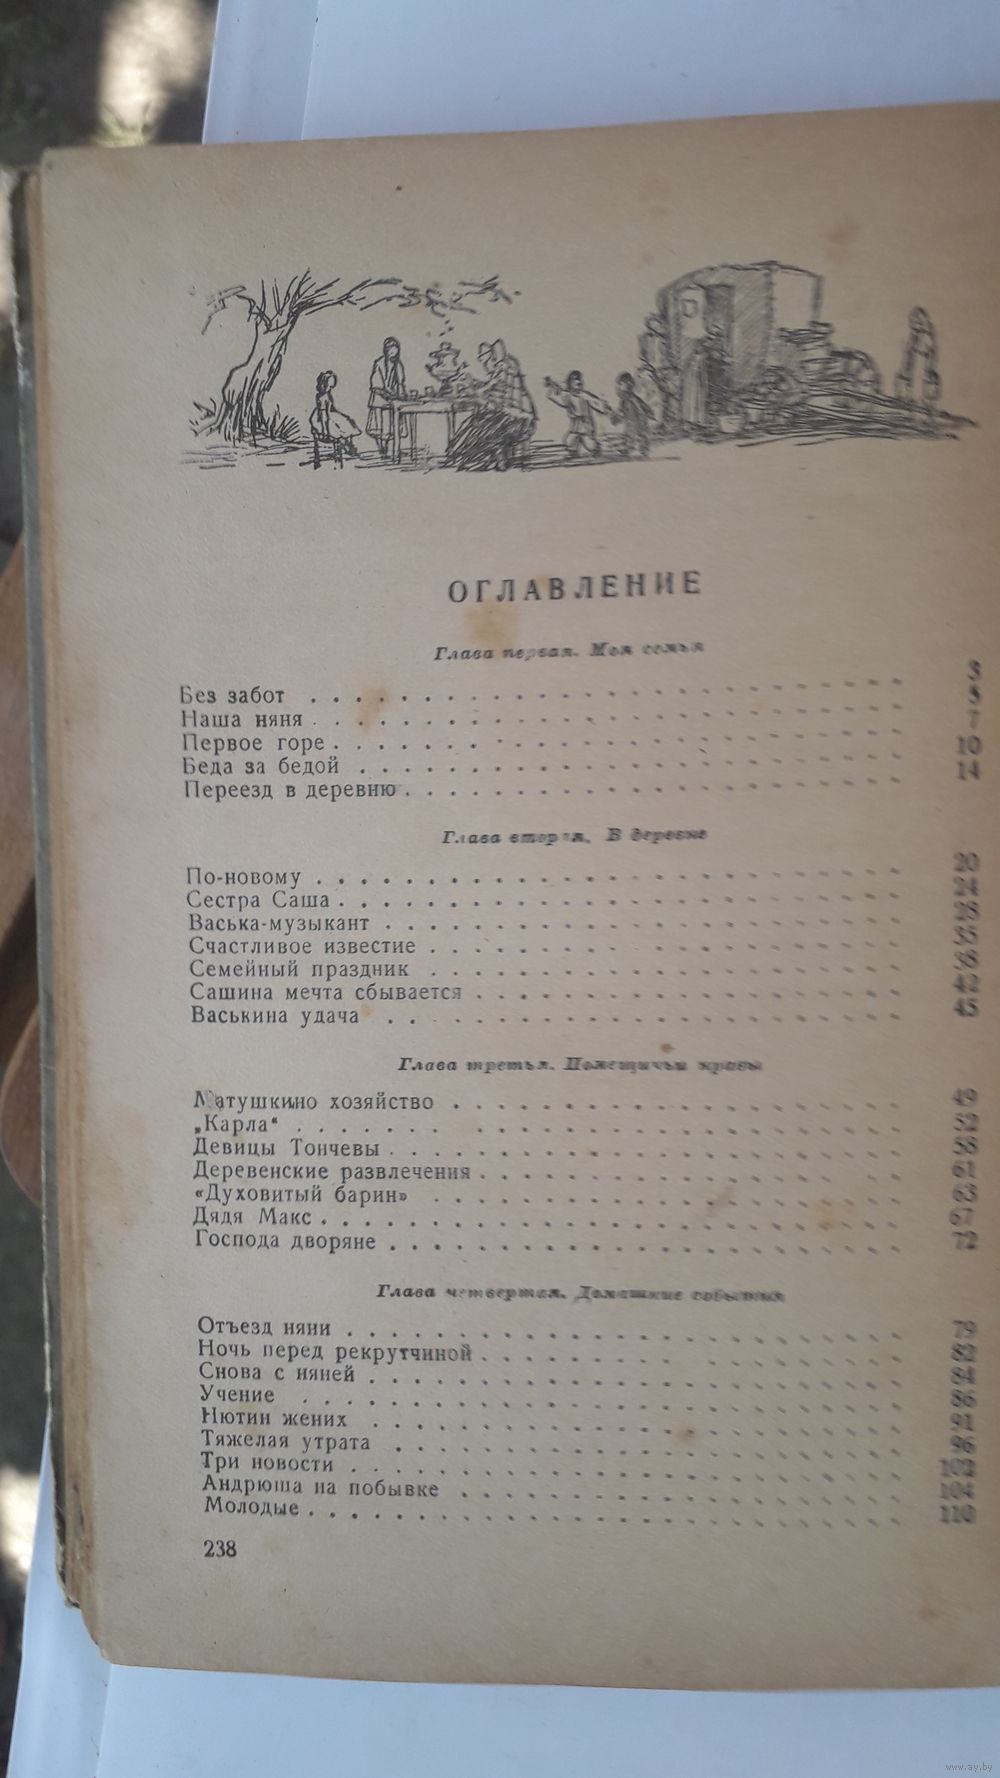 ОГЛАВЛЕНИЕ
Глава первая. Моя семья
Без забот . . . 3
Наша няня . . . 5
Первое горе . . . 7
Беда за бедой . . . 10
Переезд в деревню . . . 14
Глава вторая. В деревне
По-новому . . . 20
Сестра Саша . . . 24
Васька-музыкант . . .
Счастливое известие . . .
Семейный праздник . . . 38
Сашина мечта сбывается . . . 42
Васькина удача . . . 45
Глава третья. Помещичьи нравы
Матушкино хозяйство . . . 49
„Карла“ . . . 52
Девицы Тончевы . . . 58
Деревенские развлечения . . . 61
«Духовитый барин» . . . 63
Дядя Макс . . . 67
Господа дворяне . . . 72
Глава четвертая. Домашние события
Отъезд няни . . . 79
Ночь перед рекрутчиной . . . 82
Снова с няней . . . 84
Учение . . . 86
Нютин жених . . . 91
Тяжелая утрата . . . 96
Три новости . . . 102
Андрюша на побывке . . . 104
Молодые . . . 110
238
www.ay.by